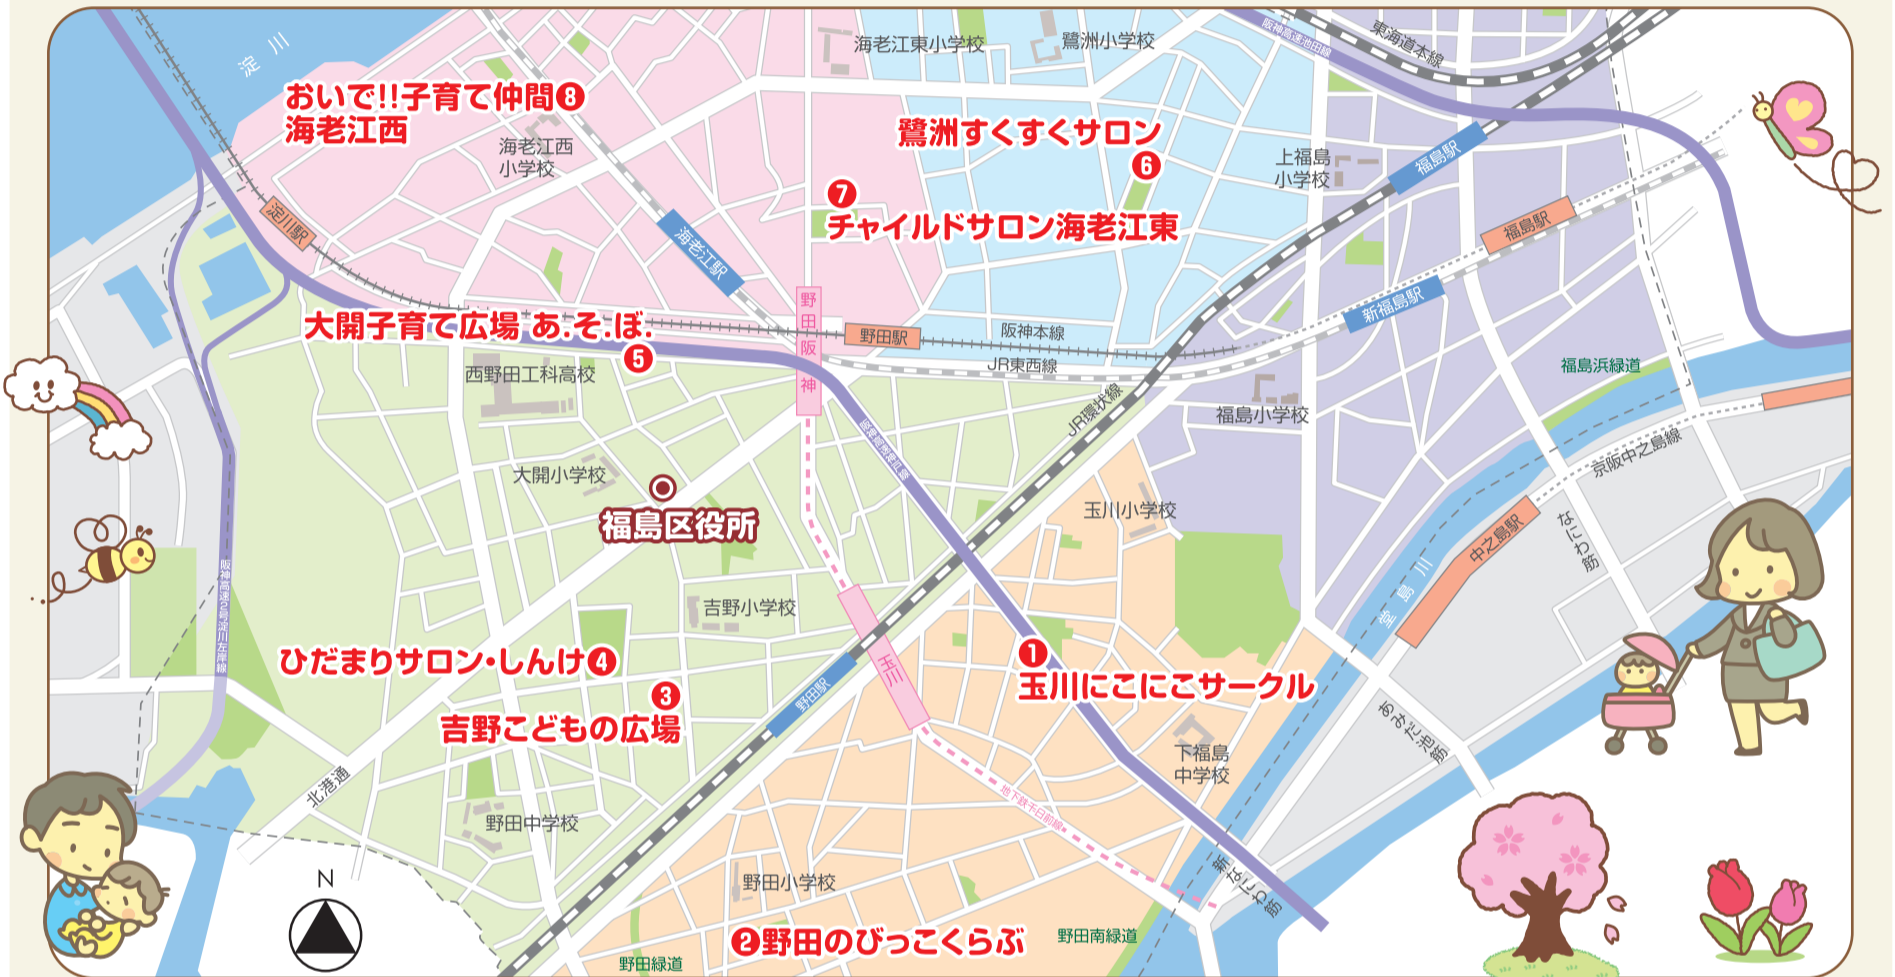 淀川
海老江東小学校
鷺洲小学校
阪神高速池田線
東海道本線
おいで!!子育て仲間❽
海老江西
海老江西
小学校
鷺洲すくすくサロン
❻
上福島
小学校
福島駅
❼
チャイルドサロン海老江東
淀川駅
海老江駅
福島駅
新福島駅
野田阪神
大開子育て広場 あ.そ.ぼ.
❺
野田駅
阪神本線
JR東西線
西野田工科高校
JR環状線
福島小学校
福島浜緑道
京阪中之島線
大開小学校
福島区役所
玉川小学校
中之島駅
なにわ筋
堂島川
阪神高速2号淀川左岸線
吉野小学校
ひだまりサロン・しんけ❹
❸
吉野こどもの広場
野田駅
玉川
❶
玉川にこにこサークル
あみだ池筋
下福島
中学校
北港通
野田中学校
地下鉄千日前線
新なにわ筋
N
野田小学校
❷野田のびっこくらぶ
野田緑道
野田南緑道